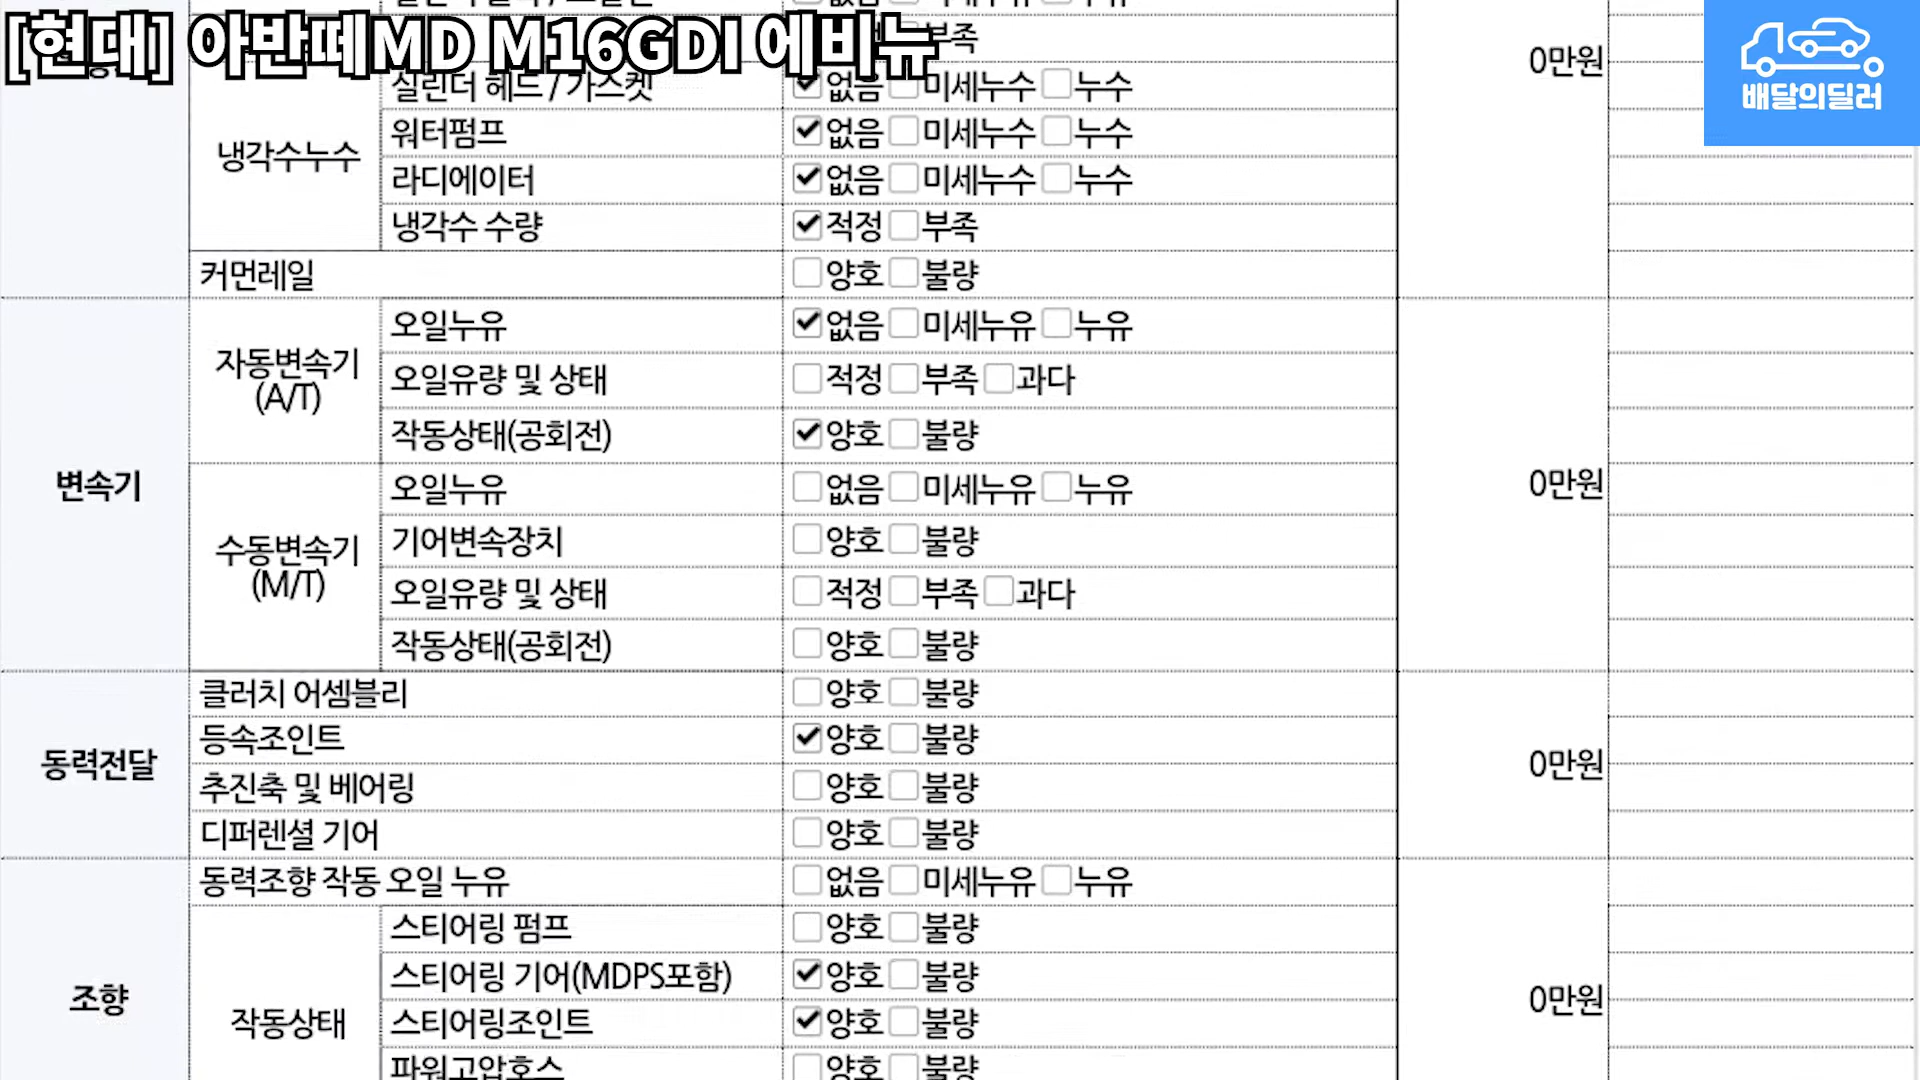 [현대] 아반떼MD M16GDI 에비뉴
배달의딜러
부족
0만원
냉각수누수
실린더 헤드 / 가스켓 없음 미세누수 누수
워터펌프 없음 미세누수 누수
라디에이터 없음 미세누수 누수
냉각수 수량 적정 부족
커먼레일 양호 불량
변속기
자동변속기
(A/T)
오일누유 없음 미세누유 누유
오일유량 및 상태 적정 부족 과다
작동상태(공회전) 양호 불량
0만원
수동변속기
(M/T)
오일누유 없음 미세누유 누유
기어변속장치 양호 불량
오일유량 및 상태 적정 부족 과다
작동상태(공회전) 양호 불량
동력전달
클러치 어셈블리 양호 불량
등속조인트 양호 불량
추진축 및 베어링 양호 불량
디퍼렌셜 기어 양호 불량
0만원
조향
동력조향 작동 오일 누유 없음 미세누유 누유
작동상태
스티어링 펌프 양호 불량
스티어링 기어(MDPS포함) 양호 불량
스티어링조인트 양호 불량
파워고압호스 양호 불량
0만원